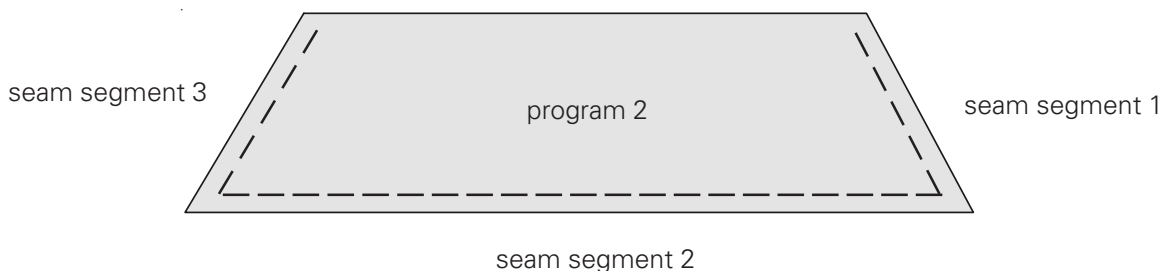 seam segment 3
program 2
seam segment 1
seam segment 2